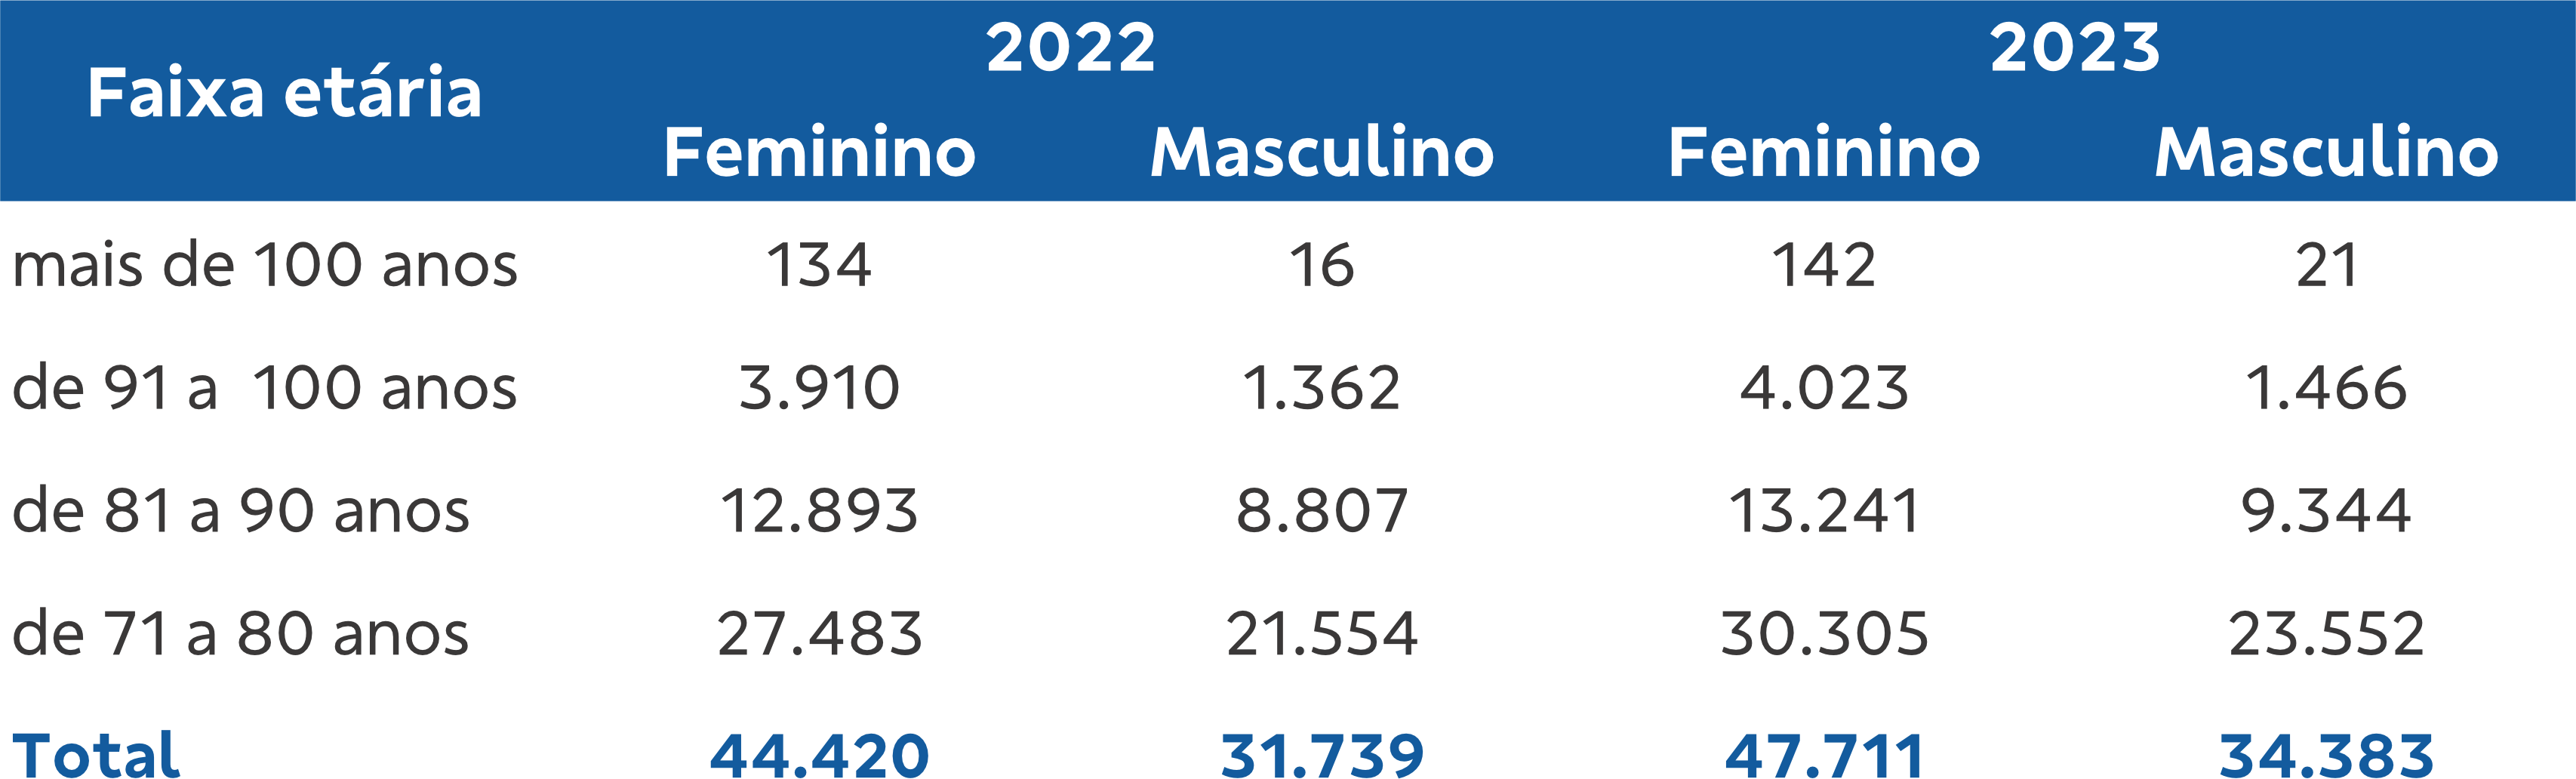 Faixa etária 2022 2023
Feminino Masculino Feminino Masculino
mais de 100 anos 134 16 142 21
de 91 a 100 anos 3.910 1.362 4.023 1.466
de 81 a 90 anos 12.893 8.807 13.241 9.344
de 71 a 80 anos 27.483 21.554 30.305 23.552
Total 44.420 31.739 47.711 34.383